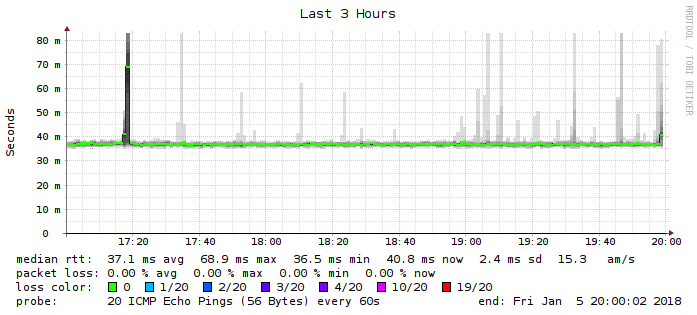 Last 3 Hours
RRDTOOL / TOBI OETIKER
Seconds
80 m
70 m
60 m
50 m
40 m
30 m
20 m
10 m
0
17:20 17:40 18:00 18:20 18:40 19:00 19:20 19:40 20:00
median rtt: 37.1 ms avg 68.9 ms max 36.5 ms min 40.8 ms now 2.4 ms sd 15.3 am/s
packet loss: 0.00 % avg 0.00 % max 0.00 % min 0.00 % now
loss color: 0 1/20 2/20 3/20 4/20 10/20 19/20
probe: 20 ICMP Echo Pings (56 Bytes) every 60s end: Fri Jan 5 20:00:02 2018